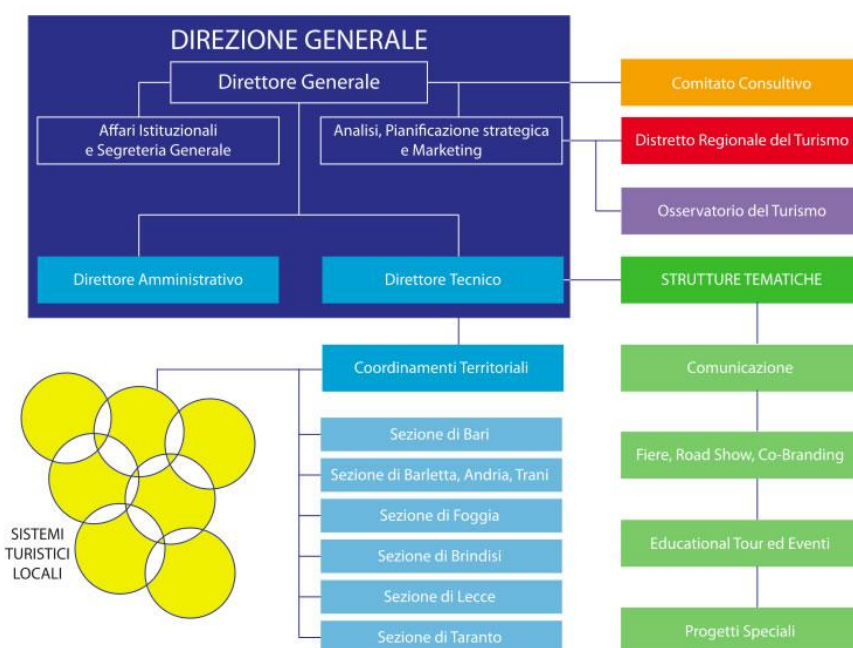 DIREZIONE GENERALE
Direttore Generale
Affari Istituzionali
e Segreteria Generale
Analisi, Pianificazione strategica
e Marketing
Comitato Consultivo
Distretto Regionale del Turismo
Osservatorio del Turismo
Direttore Amministrativo
Direttore Tecnico
STRUTTURE TEMATICHE
Coordinamenti Territoriali
Comunicazione
Sezione di Bari
Sezione di Barletta, Andria, Trani
Sezione di Foggia
Sezione di Brindisi
Sezione di Lecce
Sezione di Taranto
Fiere, Road Show, Co-Branding
Educational Tour ed Eventi
Progetti Speciali
SISTEMI
TURISTICI
LOCALI